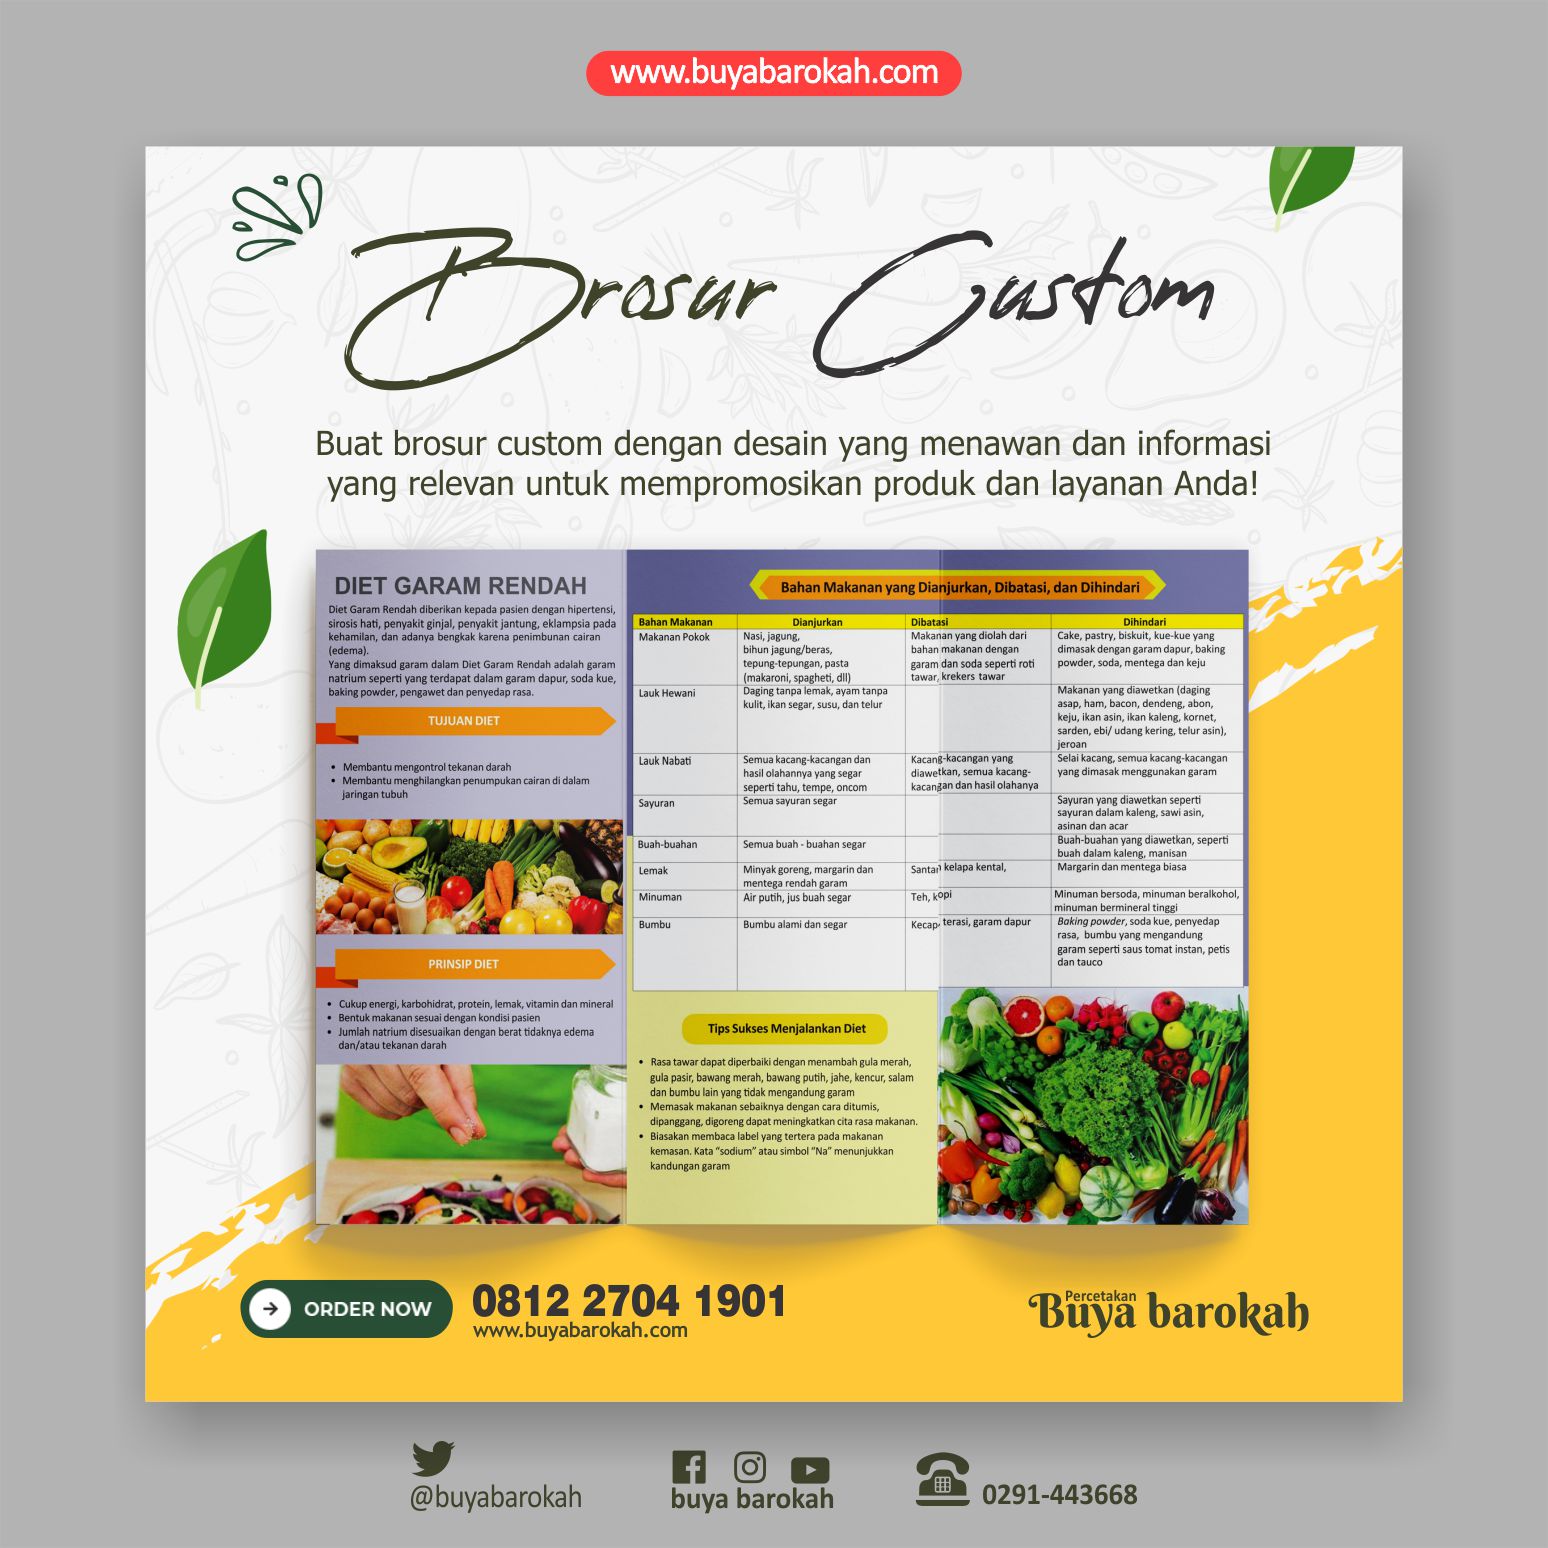 www.buyabarokah.com
Brosur Custom
Buat brosur custom dengan desain yang menawan dan informasi
yang relevan untuk mempromosikan produk dan layanan Anda!
DIET GARAM RENDAH
Diet Garam Rendah diberikan kepada pasien dengan hipertensi,
sirosis hati, penyakit ginjal, penyakit jantung, eklampsia pada
kehamilan, dan adanya bengkak karena penimbunan cairan
(edema).
Yang dimaksud garam dalam Diet Garam Rendah adalah garam
natrium seperti yang terdapat dalam garam dapur, soda kue,
baking powder, pengawet dan penyedap rasa.
TUJUAN DIET
• Membantu mengontrol tekanan darah
• Membantu menghilangkan penumpukan cairan di dalam
jaringan tubuh
PRINSIP DIET
• Cukup energi, karbohidrat, protein, lemak, vitamin dan mineral
• Bentuk makanan sesuai dengan kondisi pasien
• Jumlah natrium disesuaikan dengan berat tidaknya edema
dan/atau tekanan darah
Bahan Makanan yang Dianjurkan, Dibatasi, dan Dihindari
Bahan Makanan Dianjurkan Dibatasi Dihindari
Makanan Pokok
Nasi, jagung,
bihun jagung/beras,
tepung-tepungan, pasta
(makaroni, spagheti, dll)
Makanan yang diolah dari
bahan makanan dengan
garam dan soda seperti roti
tawar, krekers tawar
Cake, pastry, biskuit, kue-kue yang
dimasak dengan garam dapur, baking
powder, soda, mentega dan keju
Lauk Hewani
Daging tanpa lemak, ayam tanpa
kulit, ikan segar, susu, dan telur
Makanan yang diawetkan (daging
asap, ham, bacon, dendeng, abon,
keju, ikan asin, ikan kaleng, kornet,
sarden, ebi/ udang kering, telur asin),
jeroan
Lauk Nabati
Semua kacang-kacangan dan
hasil olahannya yang segar
seperti tahu, tempe, oncom
Kacang-kacangan yang
diawetkan, semua kacang-
kacangan dan hasil olahanya
Selai kacang, semua kacang-kacangan
yang dimasak menggunakan garam
Sayuran
Semua sayuran segar
Sayuran yang diawetkan seperti
sayuran dalam kaleng, sawi asin,
asinan dan acar
Buah-buahan
Semua buah - buahan segar
Buah-buahan yang diawetkan, seperti
buah dalam kaleng, manisan
Lemak
Minyak goreng, margarin dan
mentega rendah garam
Santan kelapa kental,
Margarin dan mentega biasa
Minuman
Air putih, jus buah segar
Teh, kopi
Minuman bersoda, minuman beralkohol,
minuman bermineral tinggi
Bumbu
Bumbu alami dan segar
Kecap, terasi, garam dapur
Baking powder, soda kue, penyedap
rasa, bumbu yang mengandung
garam seperti saus tomat instan, petis
dan tauco
Tips Sukses Menjalankan Diet
• Rasa tawar dapat diperbaiki dengan menambah gula merah,
gula pasir, bawang merah, bawang putih, jahe, kencur, salam
dan bumbu lain yang tidak mengandung garam
• Memasak makanan sebaiknya dengan cara ditumis,
dipanggang, digoreng dapat meningkatkan cita rasa makanan.
• Biasakan membaca label yang tertera pada makanan
kemasan. Kata “sodium” atau simbol “Na” menunjukkan
kandungan garam
ORDER NOW
0812 2704 1901
www.buyabarokah.com
Percetakan
Buya barokah
@buyabarokah
buya barokah
0291-443668